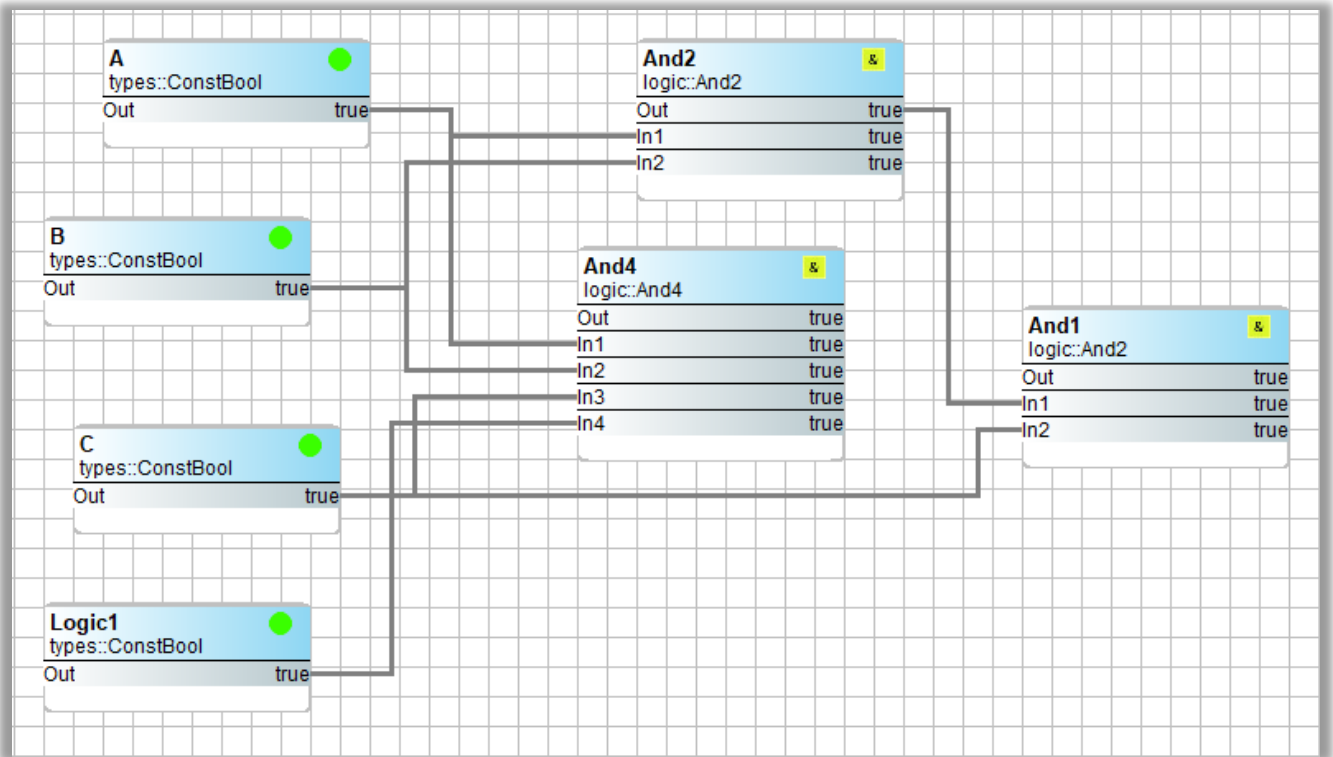 A
types::ConstBool
Out true
And2 &
logic::And2
Out true
In1 true
In2 true
B
types::ConstBool
Out true
And4 &
logic::And4
Out true
In1 true
In2 true
In3 true
In4 true
And1 &
logic::And2
Out true
In1 true
In2 true
C
types::ConstBool
Out true
Logic1
types::ConstBool
Out true